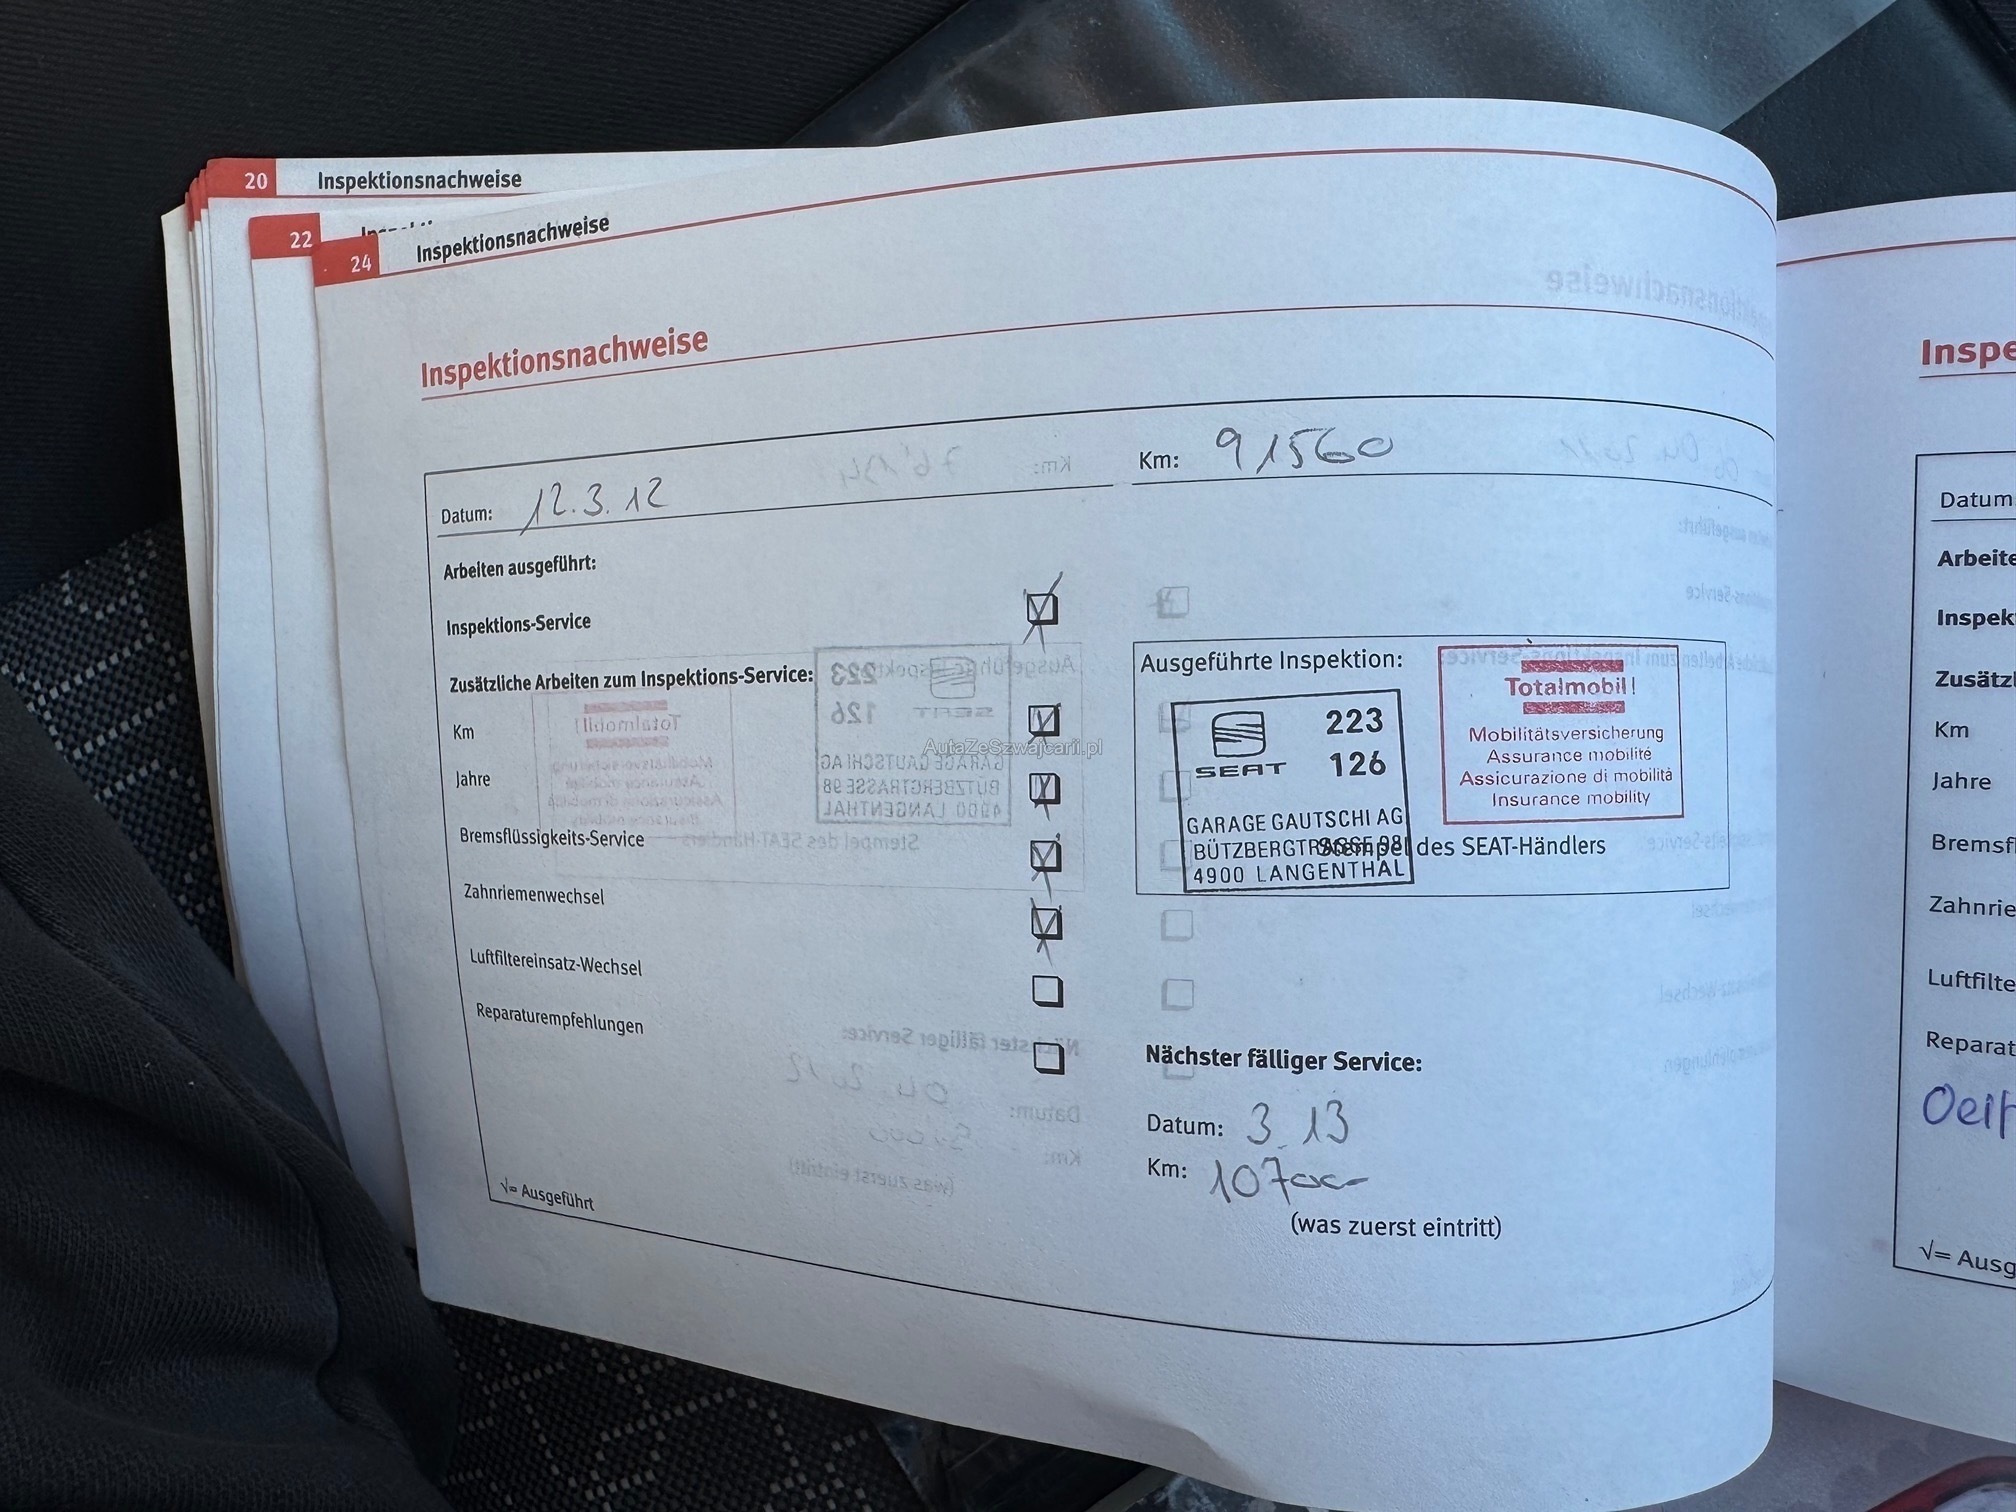 20 Inspektionsnachweise
22
24 Inspektionsnachweise
Inspektionsnachweise
Datum: 12.3.12
Km: 91560
Arbeiten ausgeführt:
Inspektions-Service
Zusätzliche Arbeiten zum Inspektions-Service:
Km
Jahre
Bremsflüssigkeits-Service
Zahnriemenwechsel
Luftfiltereinsatz-Wechsel
Reparaturempfehlungen
√= Ausgeführt
Ausgeführte Inspektion:
SEAT
223
126
GARAGE GAUTSCHI AG
BÜTZBERGTRASSE 98
4900 LANGENTHAL
Stempel des SEAT-Händlers
Totalmobil!
Mobilitätsversicherung
Assurance mobilité
Assicurazione di mobilità
Insurance mobility
Nächster fälliger Service:
Datum: 3.13
Km: 107000
(was zuerst eintritt)
AutaZeSzwajcarii.pl
Inspe
Datum
Arbeite
Inspek
Zusätzl
Km
Jahre
Bremsfl
Zahnrie
Luftfilte
Reparat
√= Ausg